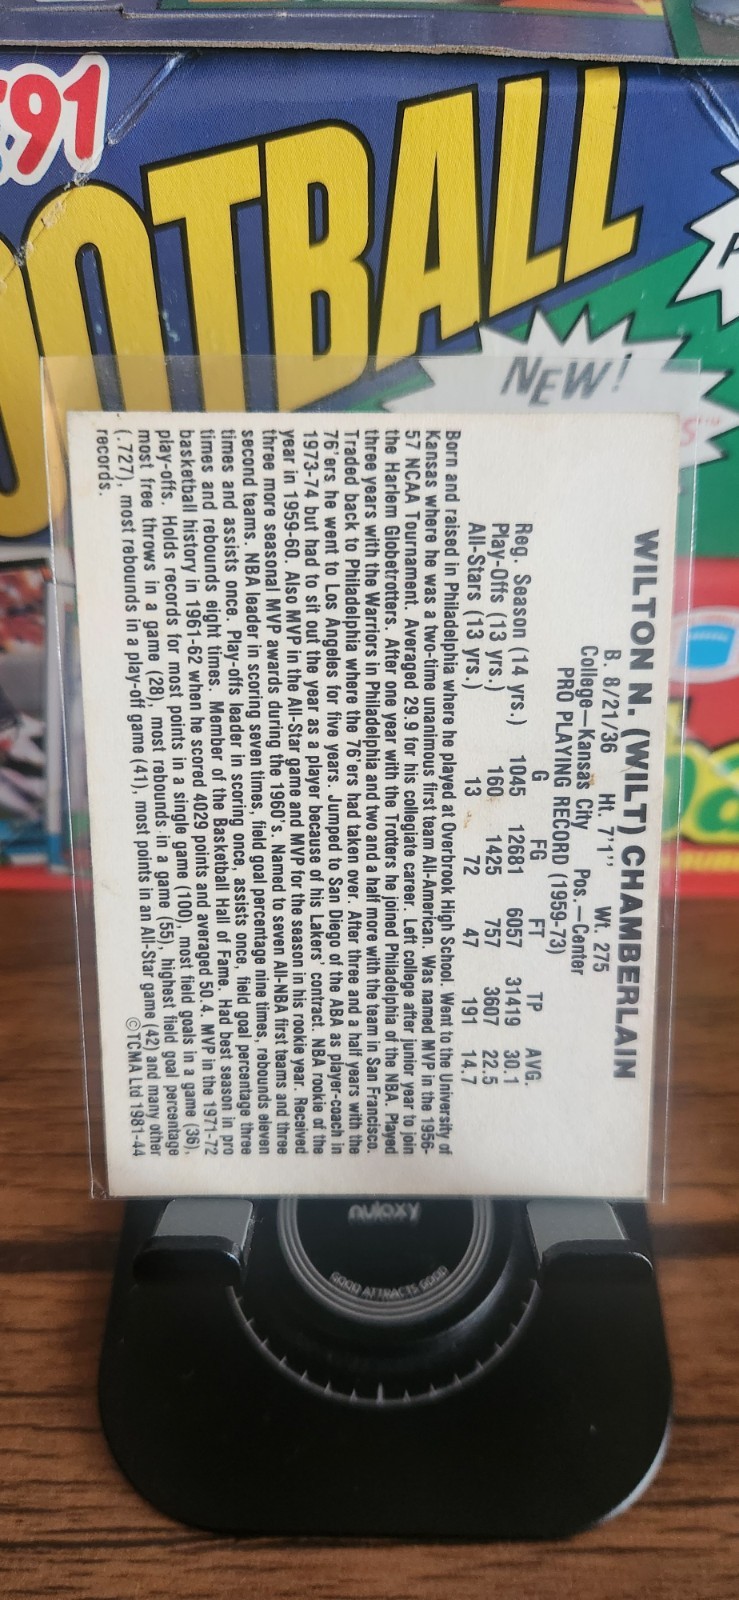 '91
OOTBALL
NEW!
WILTON N. (WILT) CHAMBERLAIN
B. 8/21/36 Ht. 7'1" Wt. 275
College—Kansas City Pos.—Center
PRO PLAYING RECORD (1959-73)
G FG FT TP AVG.
Reg. Season (14 yrs.) 1045 12681 6057 31419 30.1
Play-Offs (13 yrs.) 160 1425 757 3607 22.5
All-Stars (13 yrs.) 13 72 47 191 14.7
Born and raised in Philadelphia where he played at Overbrook High School. Went to the University of
Kansas where he was a two-time unanimous first team All-American. Was named MVP in the 1956-
57 NCAA Tournament. Averaged 29.9 for his collegiate career. Left college after junior year to join
the Harlem Globetrotters. After one year with the Trotters he joined Philadelphia of the NBA. Played
three years with the Warriors in Philadelphia and two and a half more with the team in San Francisco.
Traded back to Philadelphia where the 76'ers had taken over. After three and a half years with the
76'ers he went to Los Angeles for five years. Jumped to San Diego of the ABA as player-coach in
1973-74 but had to sit out the year as a player because of his Lakers' contract. NBA rookie of the
year in 1959-60. Also MVP in the All-Star game and MVP for the season in his rookie year. Received
three more seasonal MVP awards during the 1960's. Named to seven All-NBA first teams and three
second teams. NBA leader in scoring seven times, field goal percentage nine times, rebounds eleven
times and assists once. Play-offs leader in scoring once, assists once, field goal percentage three
times and rebounds eight times. Member of the Basketball Hall of Fame. Had best season in pro
basketball history in 1961-62 when he scored 4029 points and averaged 50.4. MVP in the 1971-72
play-offs. Holds records for most points in a single game (100), most field goals in a game (36),
most free throws in a game (28), most rebounds in a game (55), highest field goal percentage
(.727), most rebounds in a play-off game (41), most points in an All-Star game (42) and many other
records.
©TCMA Ltd 1981-44
nulaxy
GOOD ATTRACTS GOOD